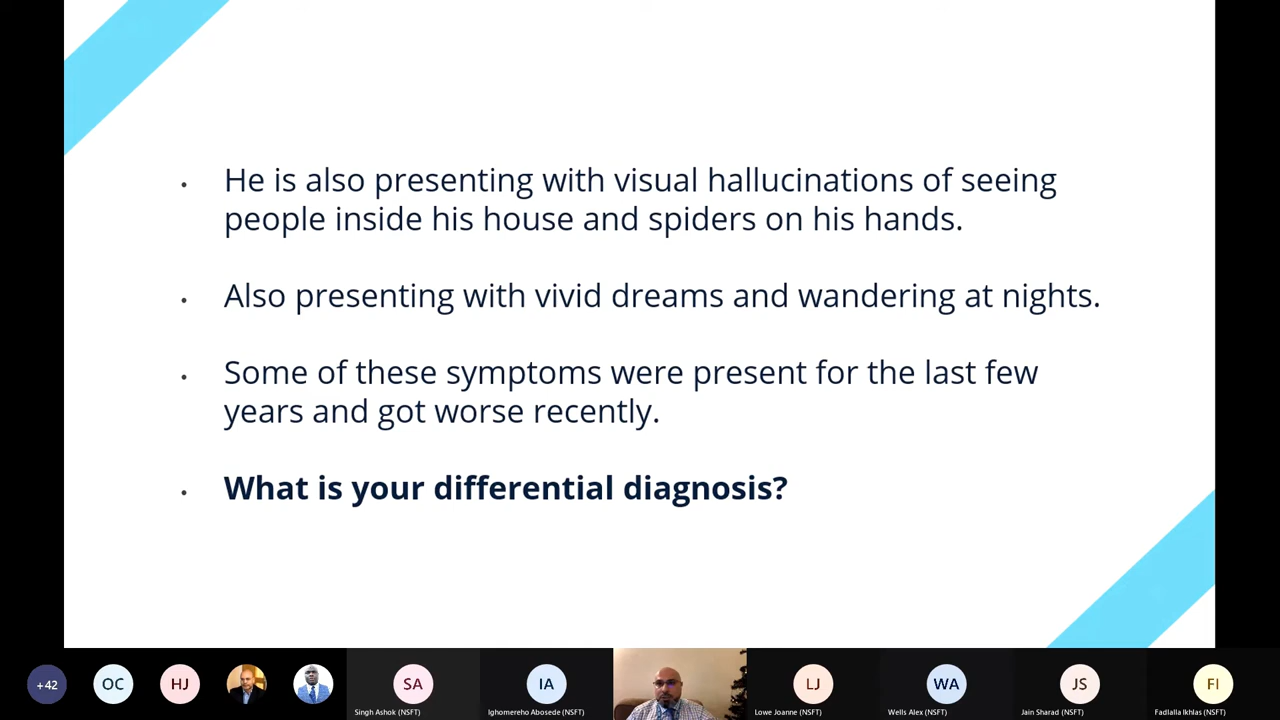 • He is also presenting with visual hallucinations of seeing
people inside his house and spiders on his hands.
• Also presenting with vivid dreams and wandering at nights.
• Some of these symptoms were present for the last few
years and got worse recently.
• What is your differential diagnosis?
+42
OC
HJ
SA
IA
LJ
WA
JS
FI
Singh Ashok (NSFT)
Ighomereho Abosede (NSFT)
Lowe Joanne (NSFT)
Wells Alex (NSFT)
Jain Sharad (NSFT)
Fadlalla Ikhlas (NSFT)